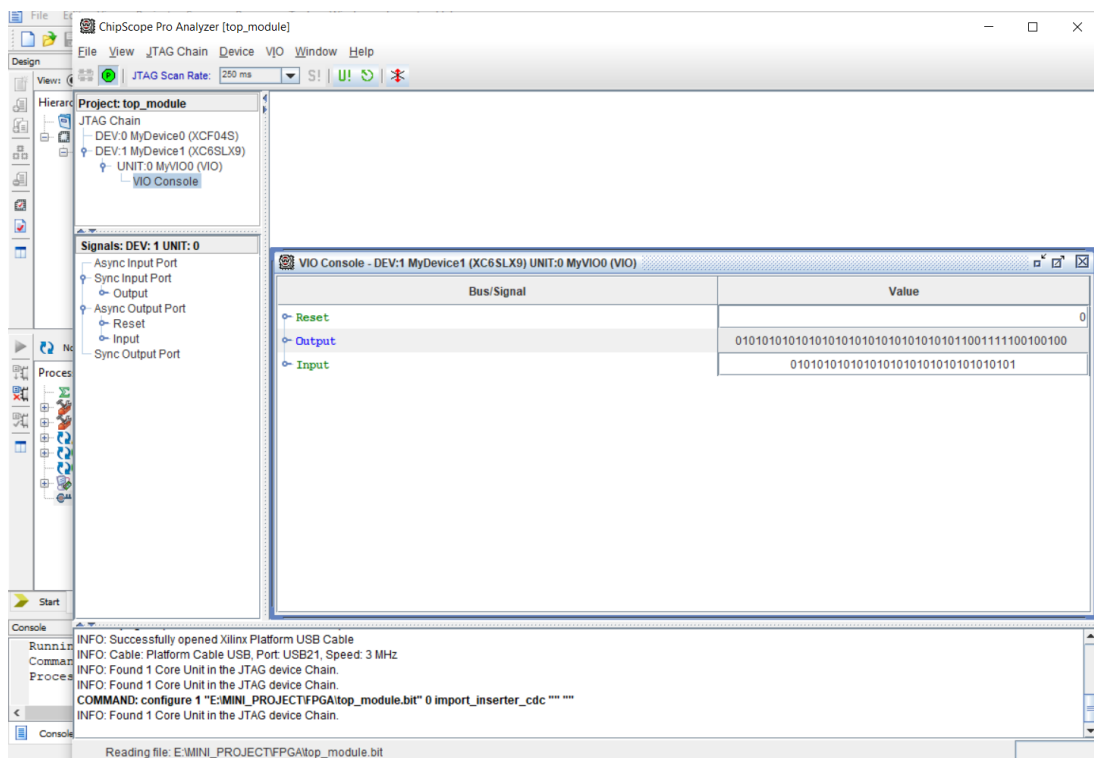 File
ChipScope Pro Analyzer [top_module]
File View JTAG Chain Device VIO Window Help
JTAG Scan Rate: 250 ms S! U!
Design
View:
Project: top_module
JTAG Chain
DEV:0 MyDevice0 (XCF04S)
DEV:1 MyDevice1 (XC6SLX9)
UNIT:0 MyVIO0 (VIO)
VIO Console
Signals: DEV: 1 UNIT: 0
Async Input Port
Sync Input Port
Output
Async Output Port
Reset
Input
Sync Output Port
VIO Console - DEV:1 MyDevice1 (XC6SLX9) UNIT:0 MyVIO0 (VIO)
Bus/Signal Value
Reset 0
Output
Input
Start
Console
INFO: Successfully opened Xilinx Platform USB Cable
INFO: Cable: Platform Cable USB, Port: USB21, Speed: 3 MHz
INFO: Found 1 Core Unit in the JTAG device Chain.
INFO: Found 1 Core Unit in the JTAG device Chain.
COMMAND: configure 1 "E:\MINI_PROJECT\FPGA\top_module.bit" 0 import_inserter_cdc "" ""
INFO: Found 1 Core Unit in the JTAG device Chain.
Console
Reading file: E:\MINI_PROJECT\FPGA\top_module.bit